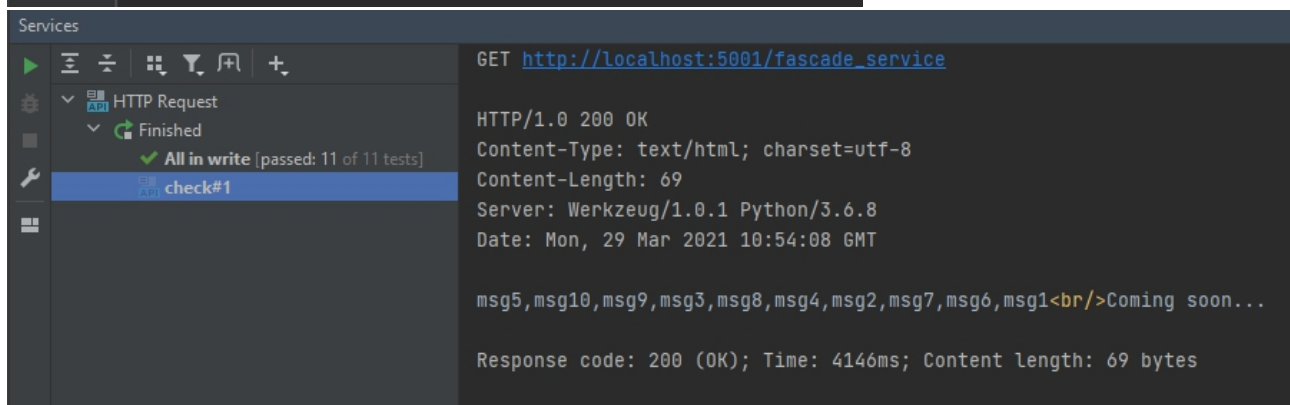 Services
GET http://localhost:5001/fascade_service
HTTP Request
HTTP/1.0 200 OK
Finished
Content-Type: text/html; charset=utf-8
All in write [passed: 11 of 11 tests]
Content-Length: 69
check#1
Server: Werkzeug/1.0.1 Python/3.6.8
Date: Mon, 29 Mar 2021 10:54:08 GMT
msg5,msg10,msg9,msg3,msg8,msg4,msg2,msg7,msg6,msg1<br/>Coming soon...
Response code: 200 (OK); Time: 4146ms; Content length: 69 bytes